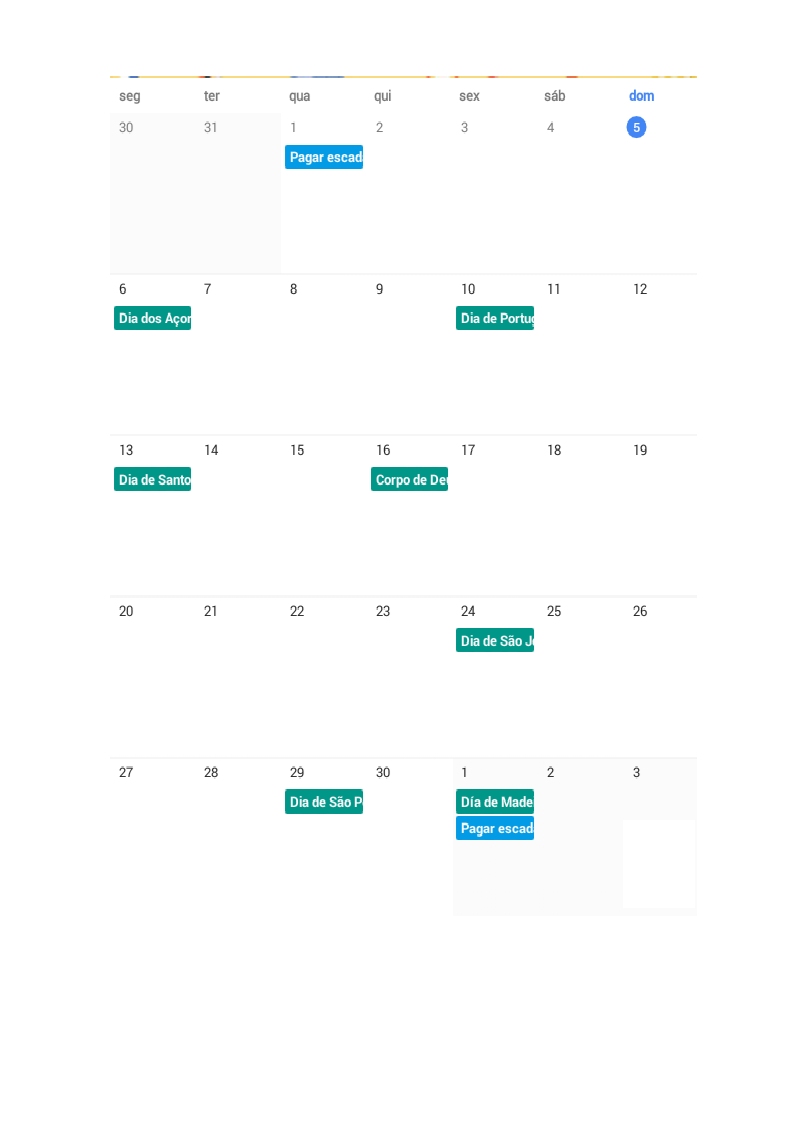 seg ter qua qui sex sáb dom
30 31 1 2 3 4 5
Pagar escad
6 7 8 9 10 11 12
Dia dos Açor Dia de Portug
13 14 15 16 17 18 19
Dia de Santo Corpo de De
20 21 22 23 24 25 26
Dia de São Jo
27 28 29 30 1 2 3
Dia de São P Día de Made
Pagar escad